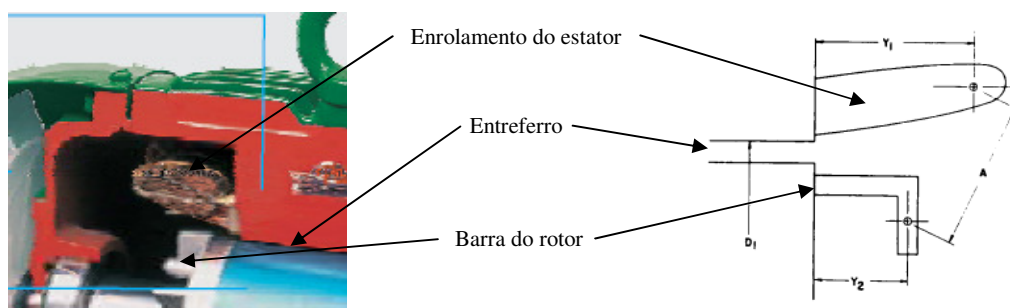 Enrolamento do estator
Entreferro
Barra do rotor
Y1
A
D1
Y2